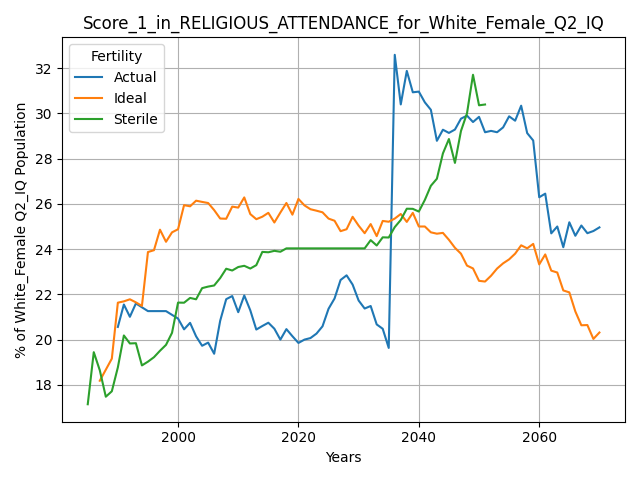 Score_1_in_RELIGIOUS_ATTENDANCE_for_White_Female_Q2_IQ
Fertility
Actual
Ideal
Sterile
% of White_Female Q2_IQ Population
32
30
28
26
24
22
20
18
2000
2020
2040
2060
Years